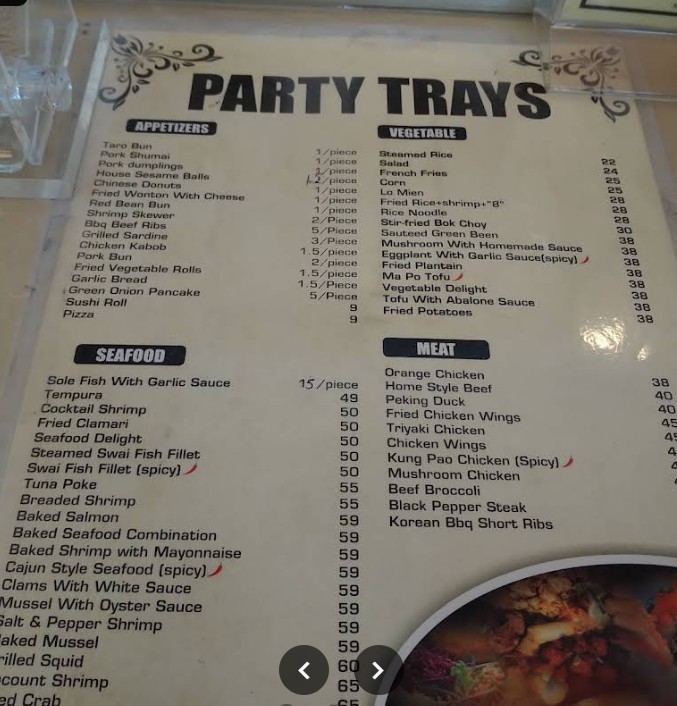 PARTY TRAYS
APPETIZERS
Taro Bun 1/piece
Pork Shumai 1/piece
Pork dumplings /piece
House Sesame Balls 2/piece
Chinese Donuts 1/piece
Fried Wonton With Cheese 1/piece
Red Bean Bun 1/piece
Shrimp Skewer 2/Piece
Bbq Beef Ribs 5/Piece
Grilled Sardine 3/Piece
Chicken Kabob 1.5/piece
Pork Bun 2/piece
Fried Vegetable Rolls 1.5/piece
Garlic Bread 1.5/Piece
Green Onion Pancake 5/Piece
Sushi Roll 9
Pizza 9
VEGETABLE
Steamed Rice 22
Salad 24
French Fries 25
Corn 25
Lo Mien 28
Fried Rice+shrimp+"8" 28
Rice Noodle 28
Stir-fried Bok Choy 30
Sauteed Green Been 38
Mushroom With Homemade Sauce 38
Eggplant With Garlic Sauce(spicy) 38
Fried Plantain 38
Ma Po Tofu 38
Vegetable Delight 38
Tofu With Abalone Sauce 38
Fried Potatoes 38
SEAFOOD
Sole Fish With Garlic Sauce 15/piece
Tempura 49
Cocktail Shrimp 50
Fried Clamari 50
Seafood Delight 50
Steamed Swai Fish Fillet 50
Swai Fish Fillet (spicy) 50
Tuna Poke 55
Breaded Shrimp 55
Baked Salmon 59
Baked Seafood Combination 59
Baked Shrimp with Mayonnaise 59
Cajun Style Seafood (spicy) 59
Clams With White Sauce 59
Mussel With Oyster Sauce 59
Salt & Pepper Shrimp 59
aked Mussel 59
rilled Squid 60
count Shrimp 65
ed Crab 65
MEAT
Orange Chicken 38
Home Style Beef 40
Peking Duck 40
Fried Chicken Wings 45
Triyaki Chicken 45
Chicken Wings 4
Kung Pao Chicken (Spicy)
Mushroom Chicken
Beef Broccoli
Black Pepper Steak
Korean Bbq Short Ribs